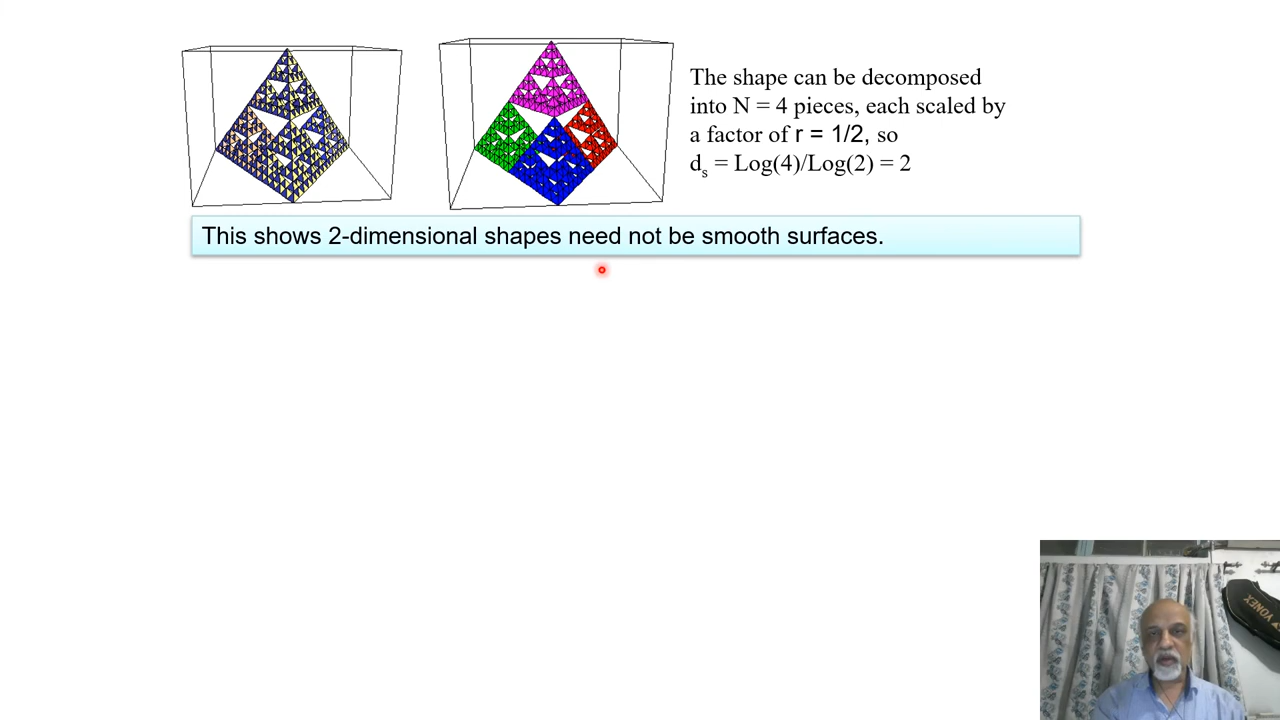 The shape can be decomposed
into N = 4 pieces, each scaled by
a factor of r = 1/2, so
dₛ = Log(4)/Log(2) = 2
This shows 2-dimensional shapes need not be smooth surfaces.
YONEX